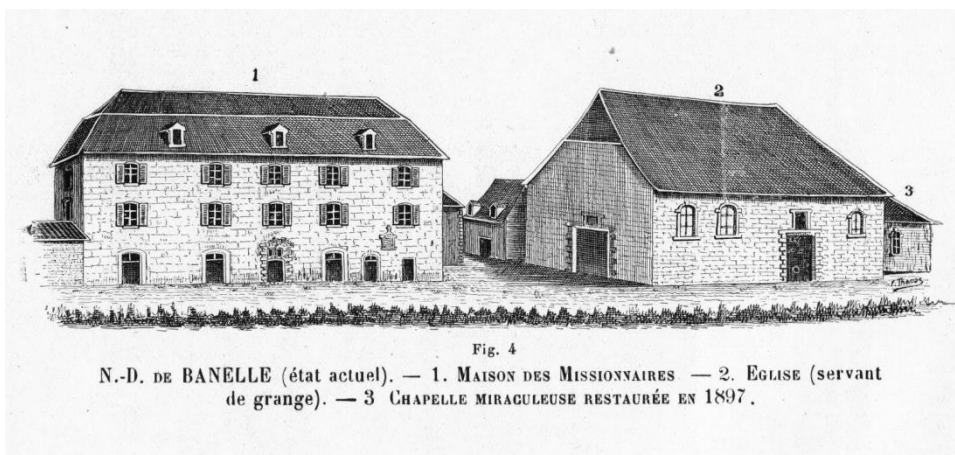 1
2
3
Fig. 4
N.-D. DE BANELLE (état actuel). — 1. MAISON DES MISSIONNAIRES — 2. EGLISE (servant
de grange). — 3 CHAPELLE MIRACULEUSE RESTAURÉE EN 1897.